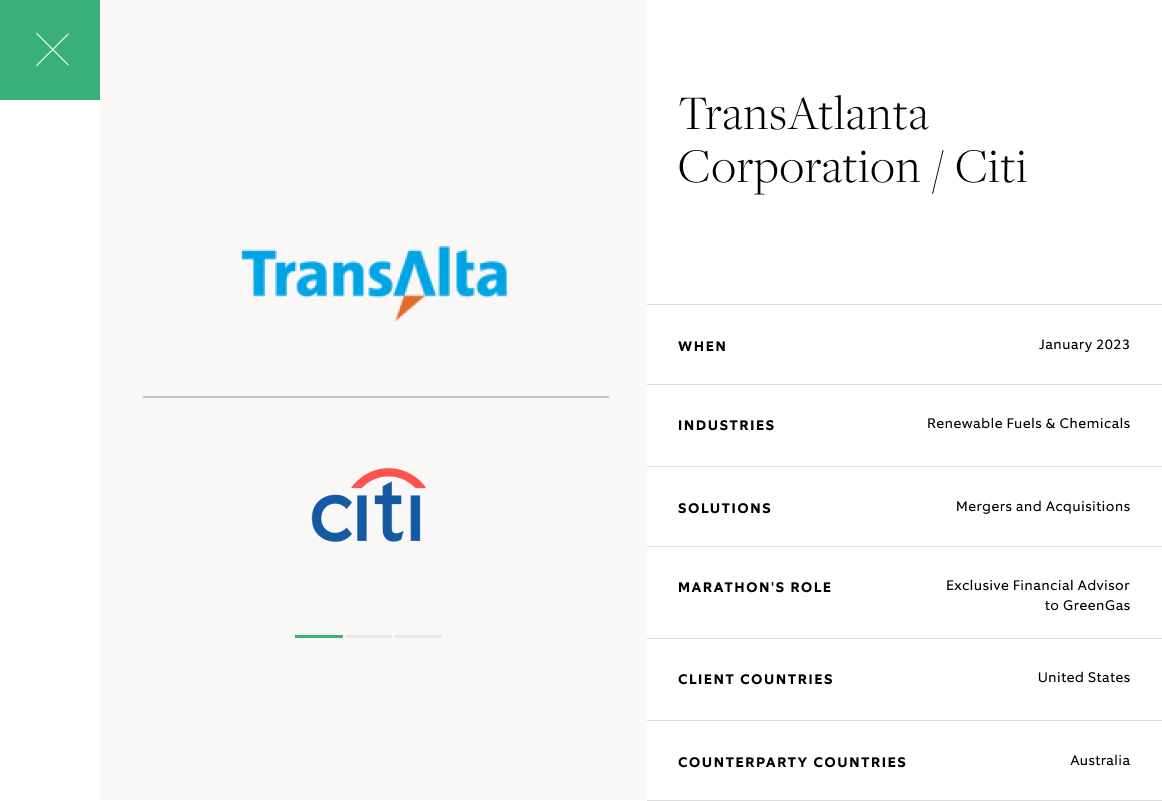 TransAlta
citi
TransAtlanta
Corporation / Citi
WHEN
January 2023
INDUSTRIES
Renewable Fuels & Chemicals
SOLUTIONS
Mergers and Acquisitions
MARATHON'S ROLE
Exclusive Financial Advisor
to GreenGas
CLIENT COUNTRIES
United States
COUNTERPARTY COUNTRIES
Australia